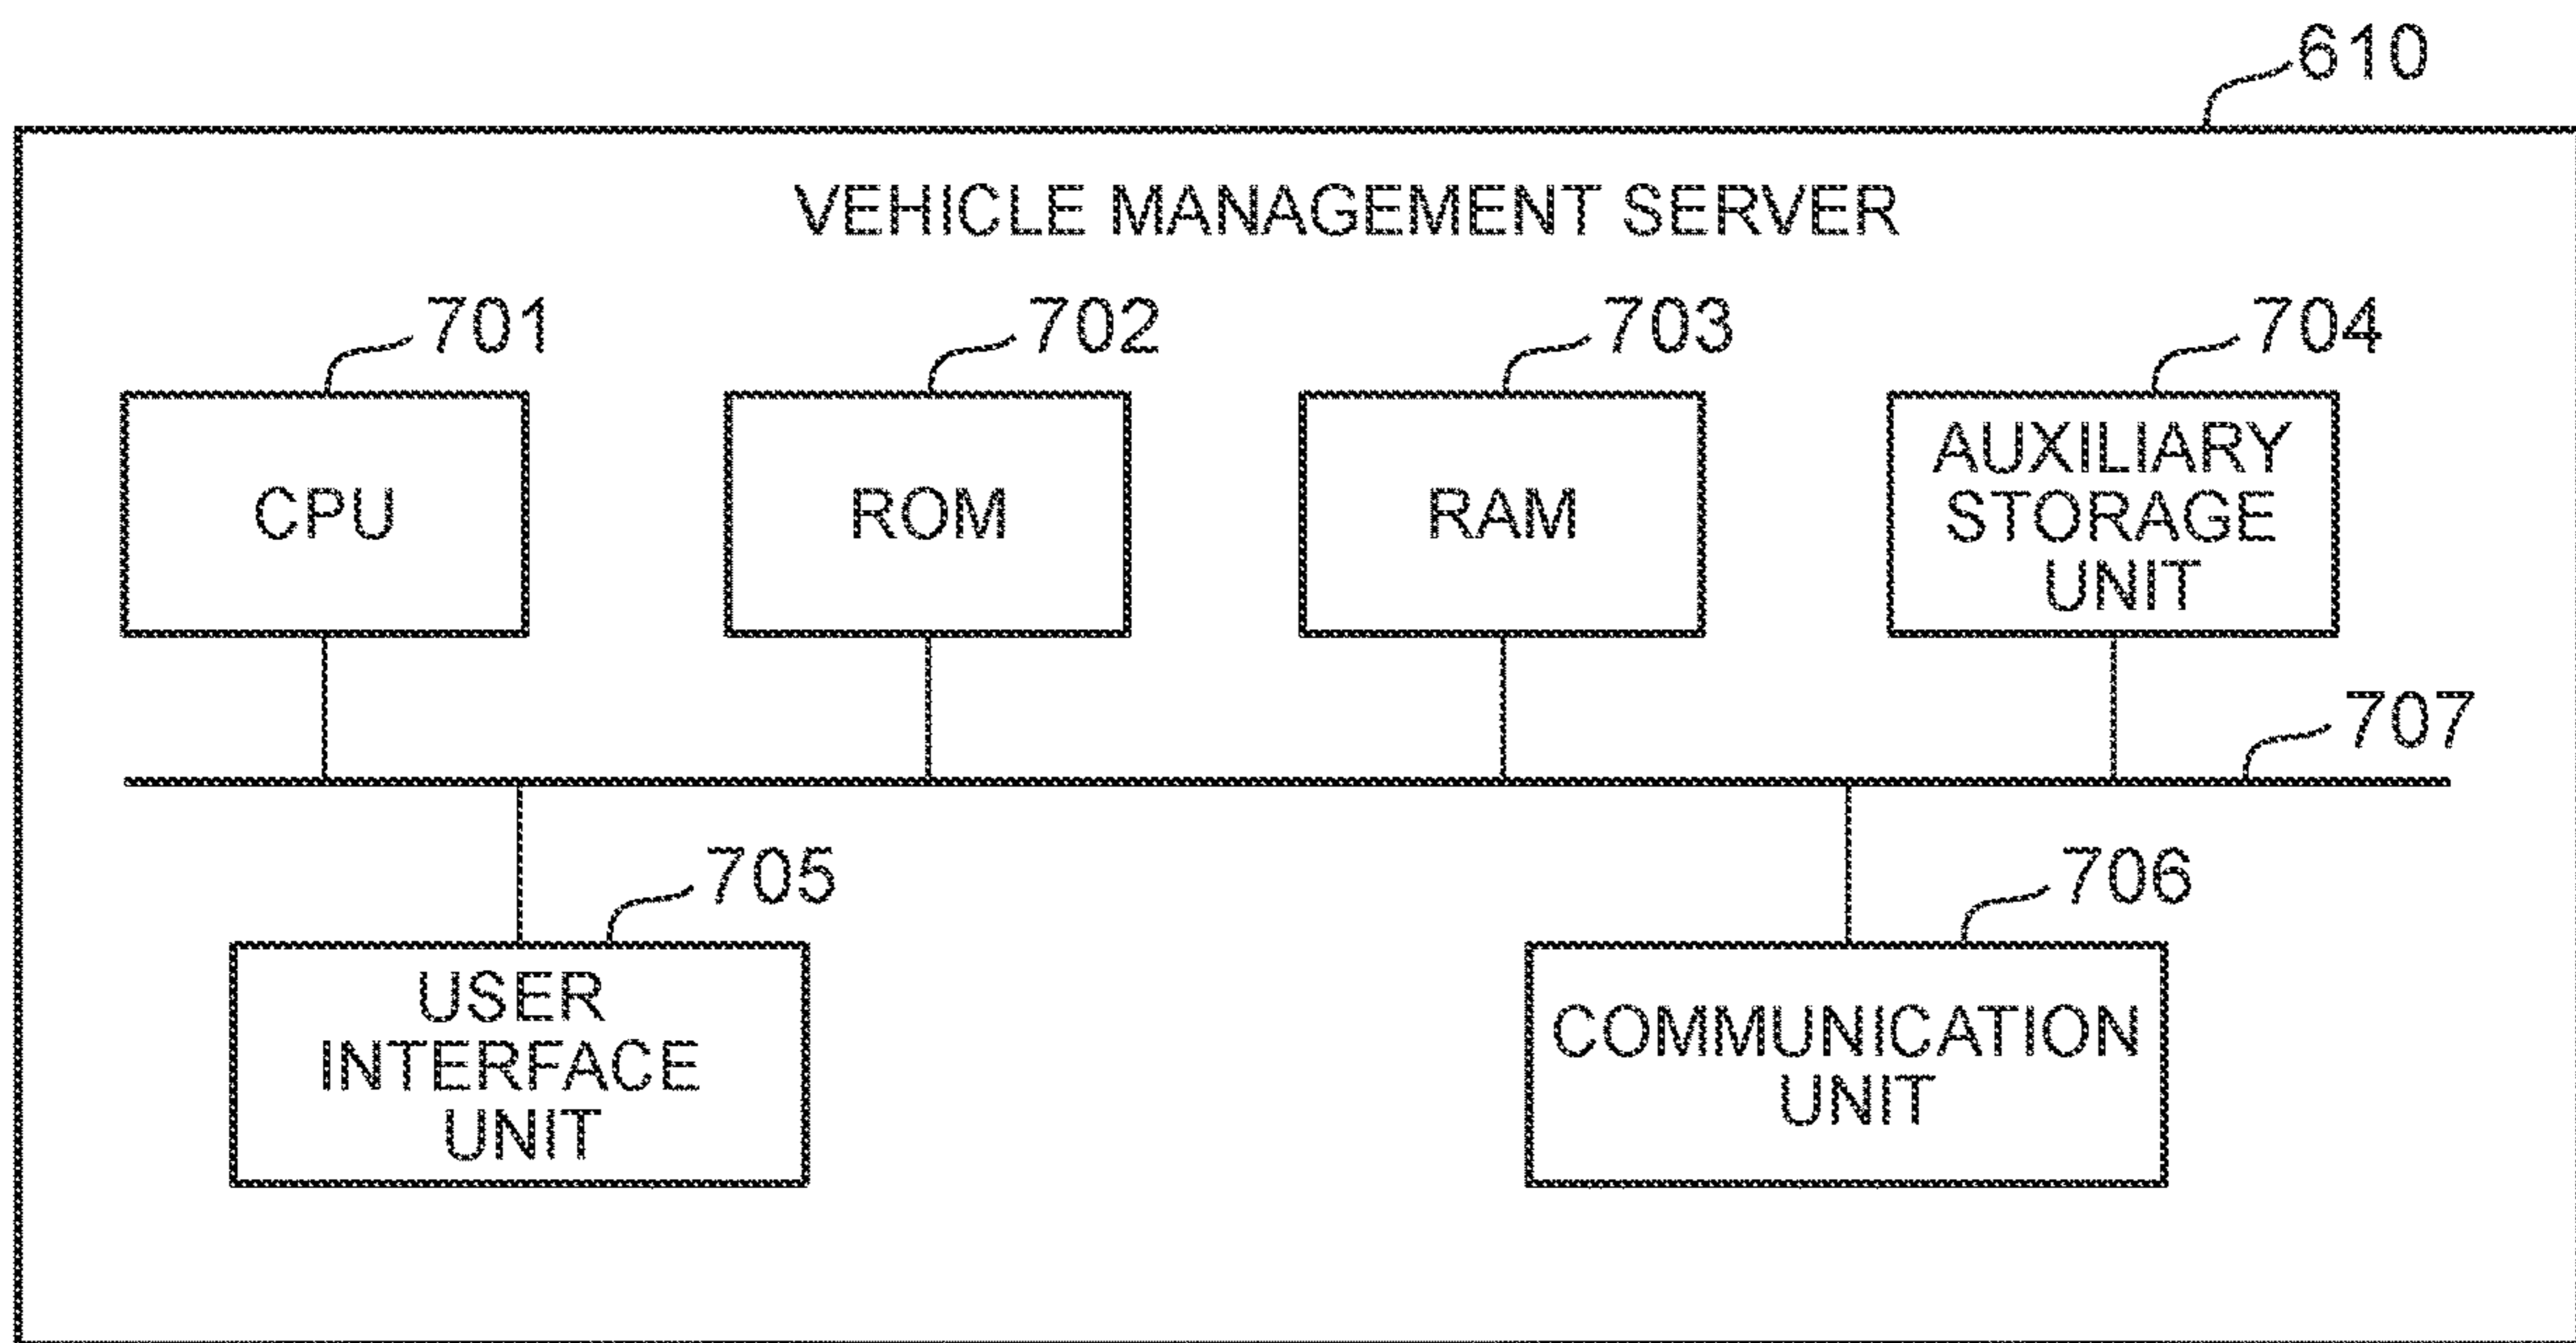 610
VEHICLE MANAGEMENT SERVER
701
702
703
704
CPU
ROM
RAM
AUXILIARY
STORAGE
UNIT
707
705
706
USER
INTERFACE
UNIT
COMMUNICATION
UNIT